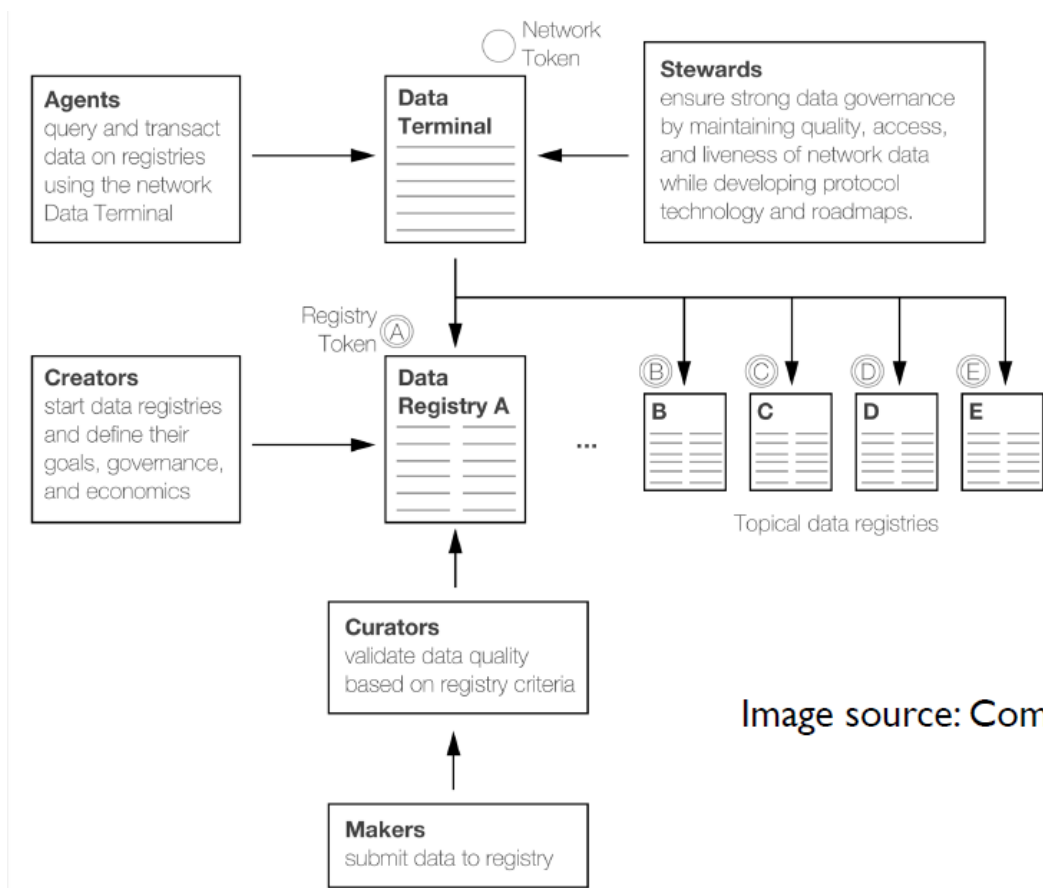 Network
Token
Agents
query and transact
data on registries
using the network
Data Terminal
Data
Terminal
Stewards
ensure strong data governance
by maintaining quality, access,
and liveness of network data
while developing protocol
technology and roadmaps.
Registry
Token
A
Creators
start data registries
and define their
goals, governance,
and economics
Data
Registry A
...
B
C
D
E
B
C
D
E
Topical data registries
Curators
validate data quality
based on registry criteria
Image source: Com
Makers
submit data to registry